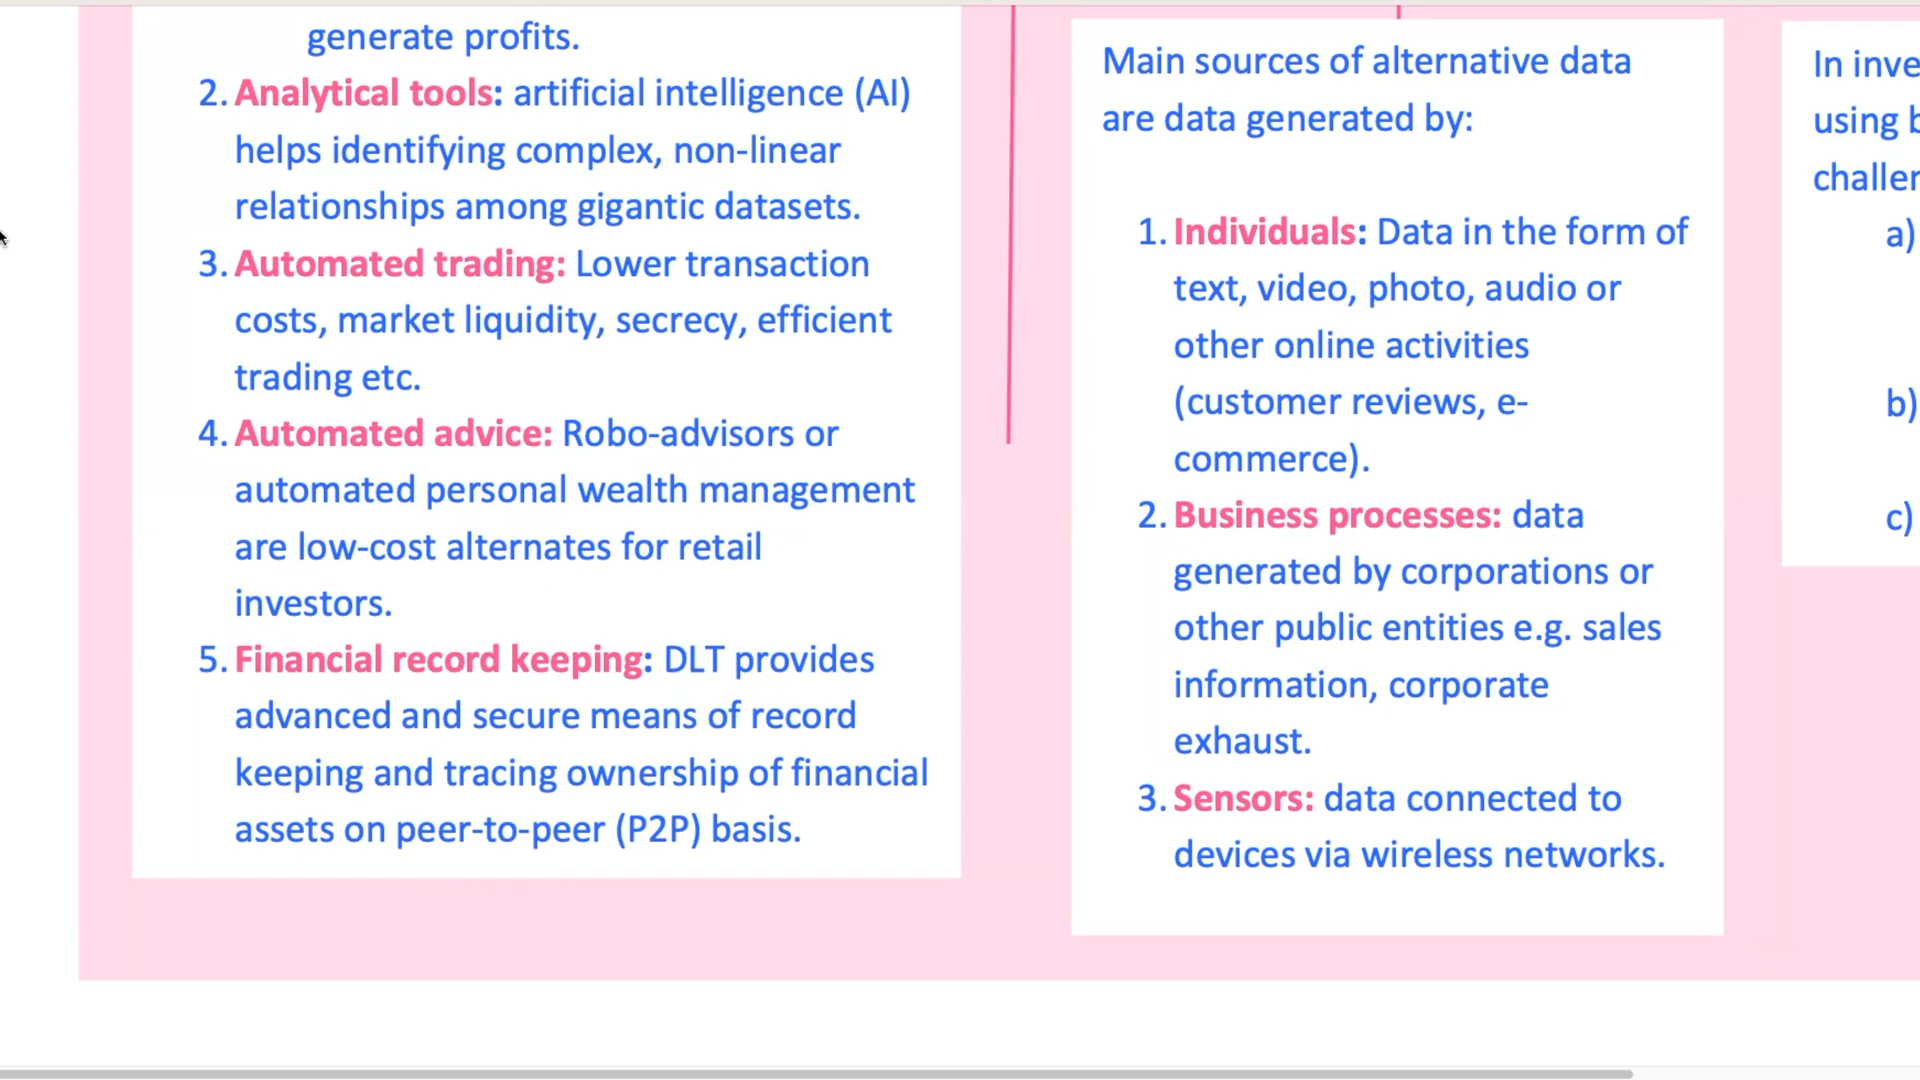 generate profits.
2. Analytical tools: artificial intelligence (AI)
helps identifying complex, non-linear
relationships among gigantic datasets.
3. Automated trading: Lower transaction
costs, market liquidity, secrecy, efficient
trading etc.
4. Automated advice: Robo-advisors or
automated personal wealth management
are low-cost alternates for retail
investors.
5. Financial record keeping: DLT provides
advanced and secure means of record
keeping and tracing ownership of financial
assets on peer-to-peer (P2P) basis.
Main sources of alternative data
are data generated by:
1. Individuals: Data in the form of
text, video, photo, audio or
other online activities
(customer reviews, e-
commerce).
2. Business processes: data
generated by corporations or
other public entities e.g. sales
information, corporate
exhaust.
3. Sensors: data connected to
devices via wireless networks.
In
using
a)
b)
c)